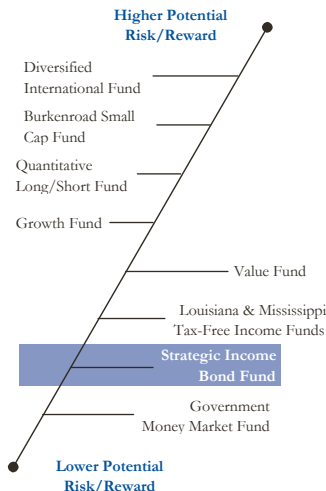 Higher Potential
Risk/Reward
Diversified
International Fund
Burkenroad Small
Cap Fund
Quantitative
Long/Short Fund
Growth Fund
Value Fund
Louisiana & Mississippi
Tax-Free Income Funds
Strategic Income
Bond Fund
Government
Money Market Fund
Lower Potential
Risk/Reward